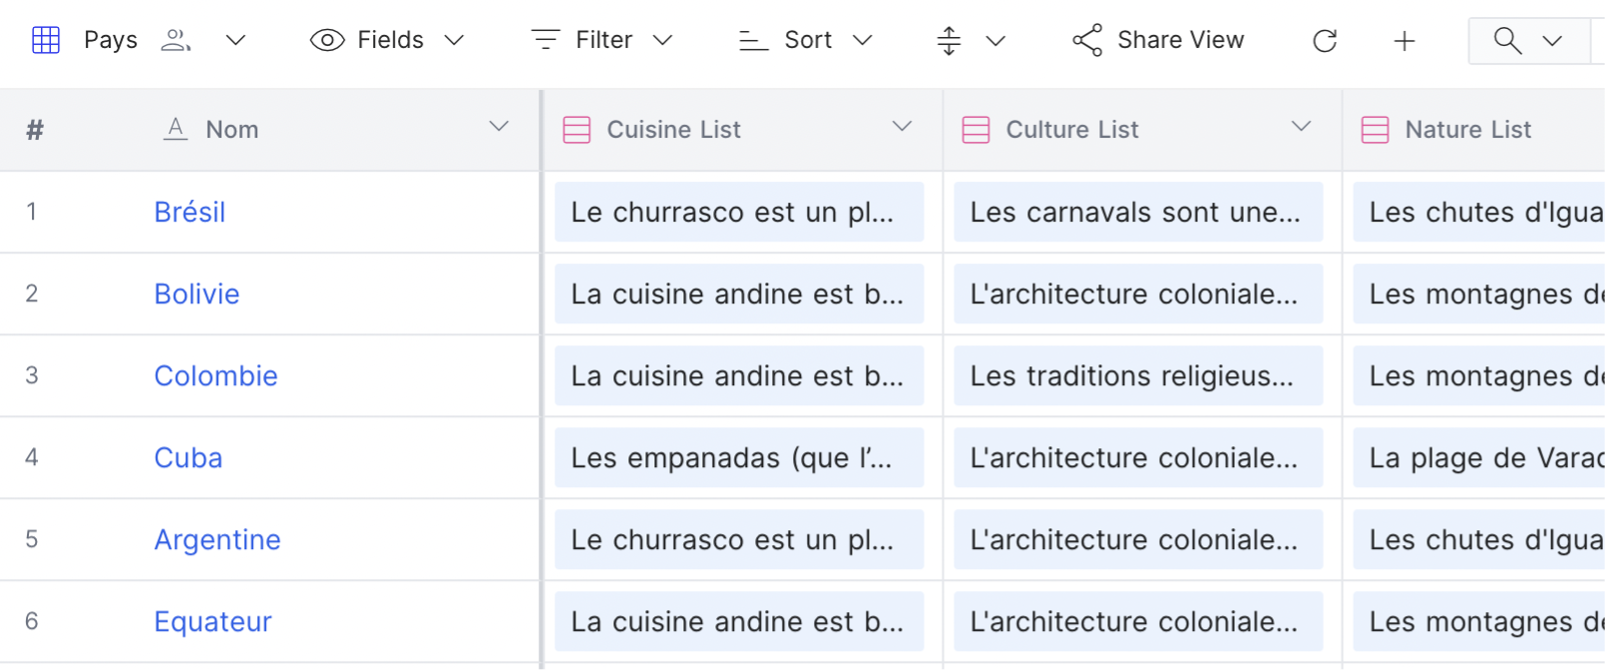 Pays Fields Filter Sort Share View
# Nom Cuisine List Culture List Nature List
1 Brésil Le churrasco est un pl... Les carnavals sont une... Les chutes d'Igua
2 Bolivie La cuisine andine est b... L'architecture coloniale... Les montagnes de
3 Colombie La cuisine andine est b... Les traditions religieus... Les montagnes de
4 Cuba Les empanadas (que l’... L'architecture coloniale... La plage de Varad
5 Argentine Le churrasco est un pl... L'architecture coloniale... Les chutes d'Igua
6 Equateur La cuisine andine est b... L'architecture coloniale... Les montagnes de